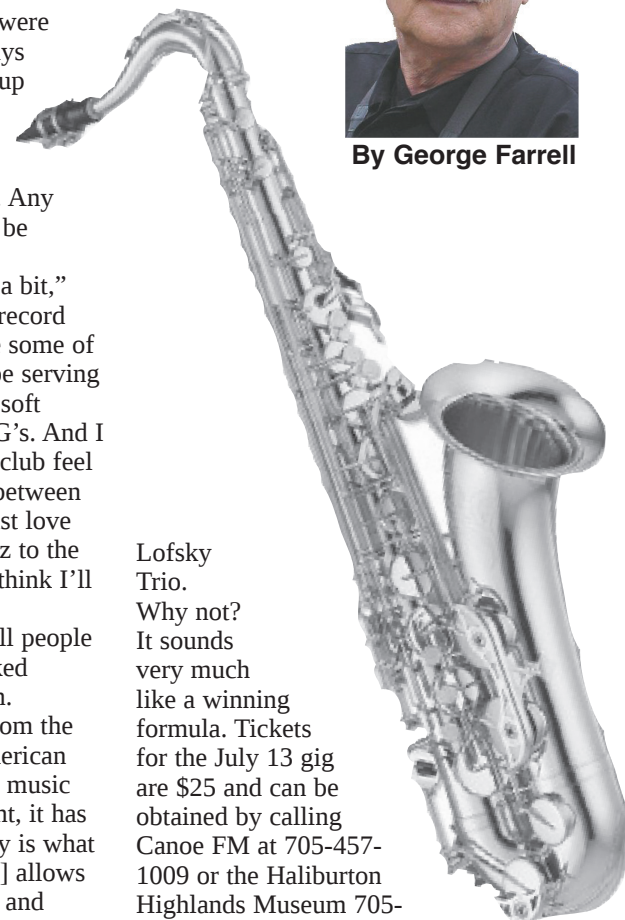 By George Farrell
were
ys
up
Any
be
a bit,”
record
some of
be serving
soft
G’s. And I
club feel
between
st love
z to the
think I’ll
ll people
ked
n.
om the
erican
music
nt, it has
y is what
] allows
and
Lofsky
Trio.
Why not?
It sounds
very much
like a winning
formula. Tickets
for the July 13 gig
are $25 and can be
obtained by calling
Canoe FM at 705-457-
1009 or the Haliburton
Highlands Museum 705-